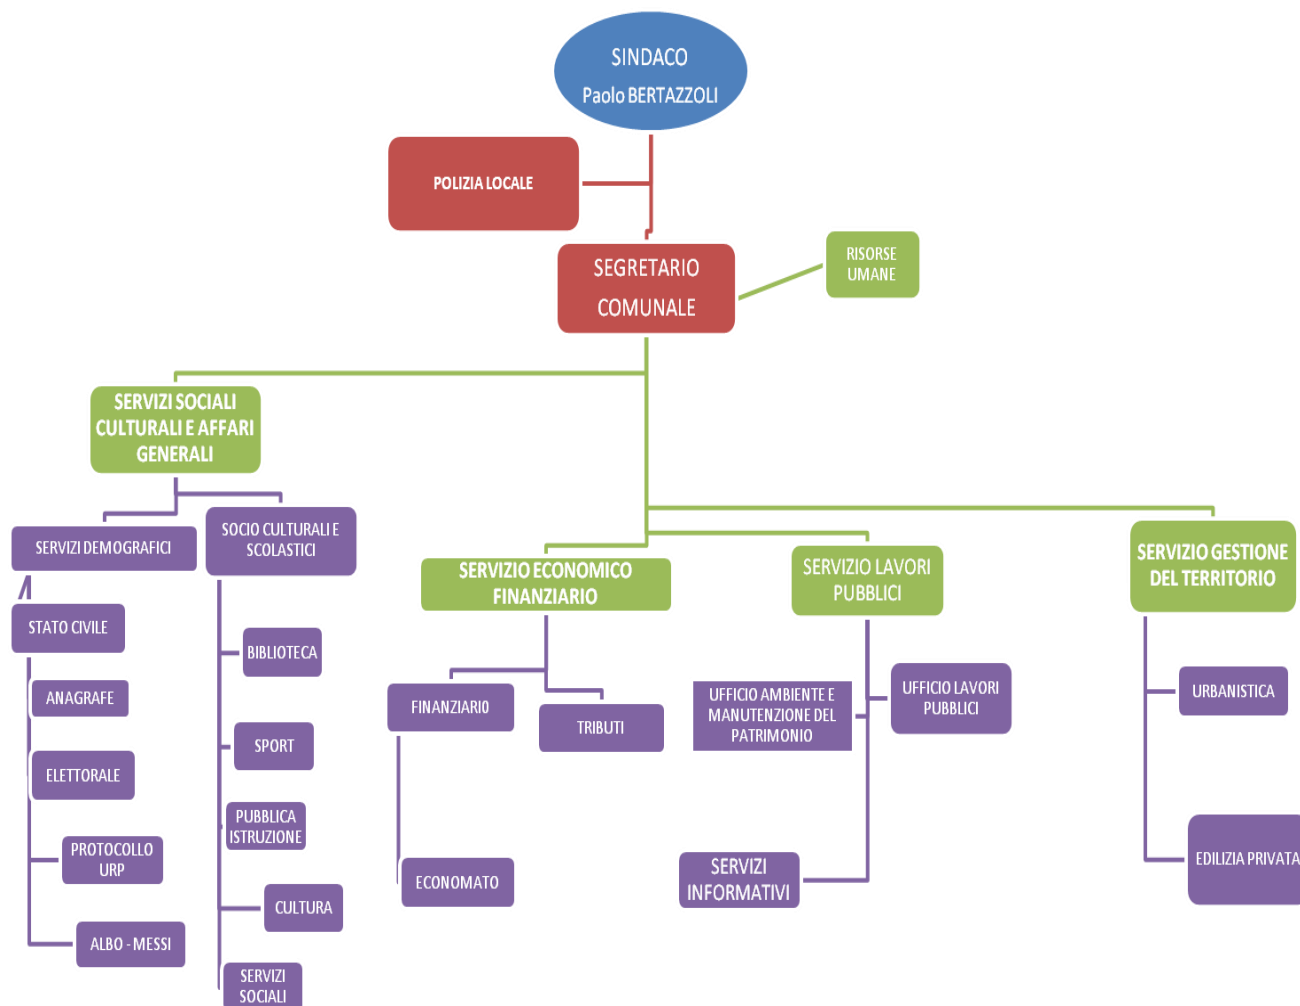 SINDACO
Paolo BERTAZZOLI
POLIZIA LOCALE
SEGRETARIO
COMUNALE
RISORSE
UMANE
SERVIZI SOCIALI
CULTURALI E AFFARI
GENERALI
SERVIZI DEMOGRAFICI
STATO CIVILE
ANAGRAFE
ELETTORALE
PROTOCOLLO
URP
ALBO - MESSI
SOCIO CULTURALI E
SCOLASTICI
BIBLIOTECA
SPORT
PUBBLICA
ISTRUZIONE
CULTURA
SERVIZI
SOCIALI
SERVIZIO ECONOMICO
FINANZIARIO
FINANZIARI0
TRIBUTI
ECONOMATO
SERVIZIO LAVORI
PUBBLICI
UFFICIO AMBIENTE E
MANUTENZIONE DEL
PATRIMONIO
UFFICIO LAVORI
PUBBLICI
SERVIZI
INFORMATIVI
SERVIZIO GESTIONE
DEL TERRITORIO
URBANISTICA
EDILIZIA PRIVATA